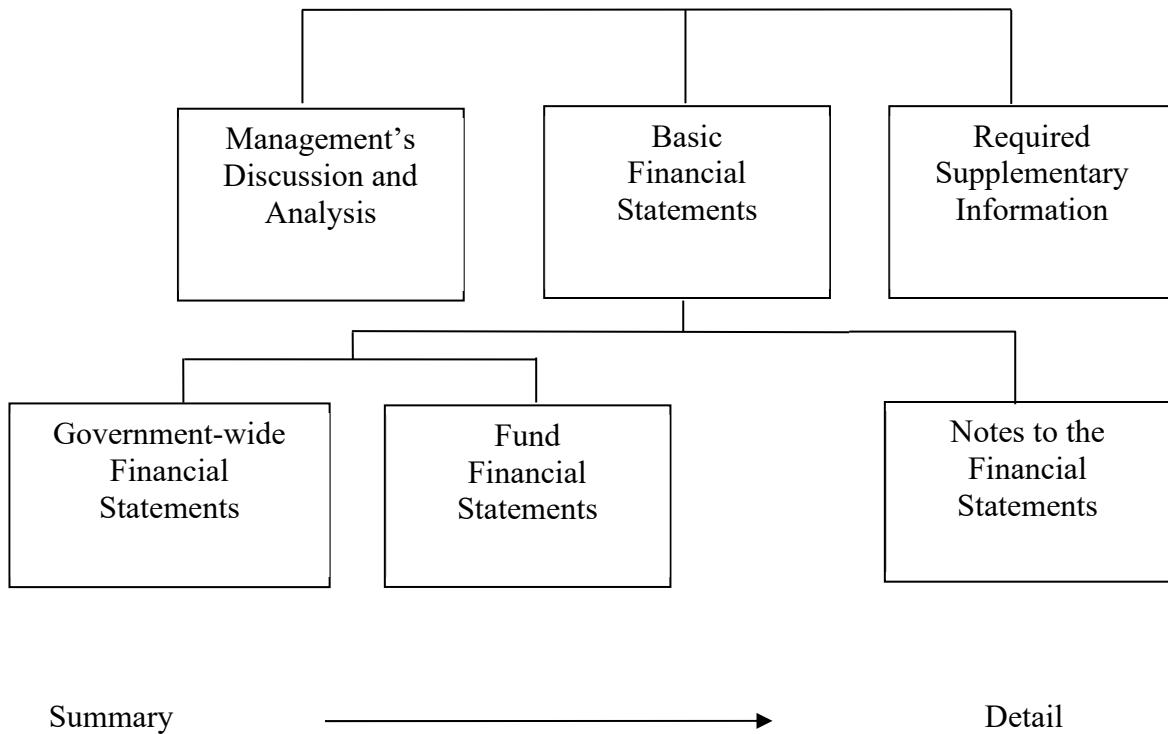 Management’s
Discussion and
Analysis
Basic
Financial
Statements
Required
Supplementary
Information
Government-wide
Financial
Statements
Fund
Financial
Statements
Notes to the
Financial
Statements
Summary
Detail